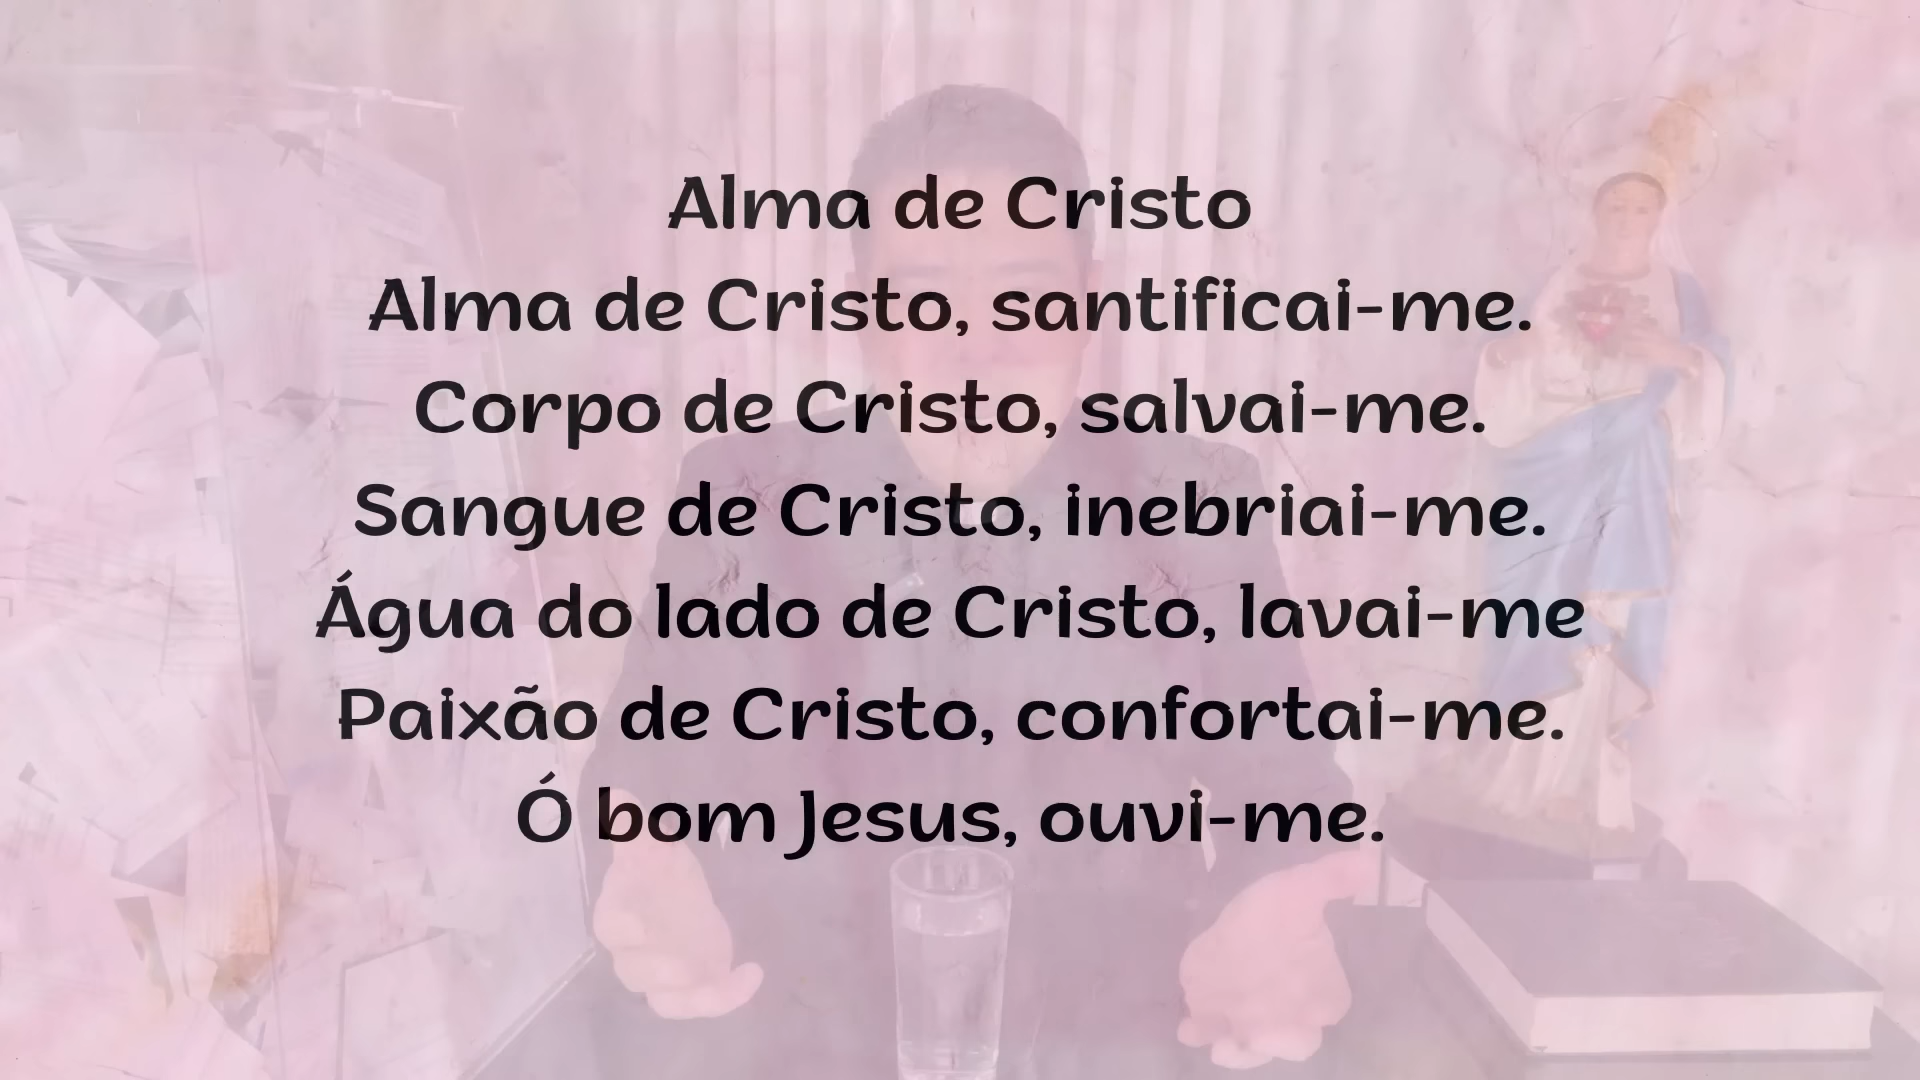 Alma de Cristo
Alma de Cristo, santificai-me.
Corpo de Cristo, salvai-me.
Sangue de Cristo, inebriai-me.
Água do lado de Cristo, lavai-me
Paixão de Cristo, confortai-me.
Ó bom Jesus, ouvi-me.